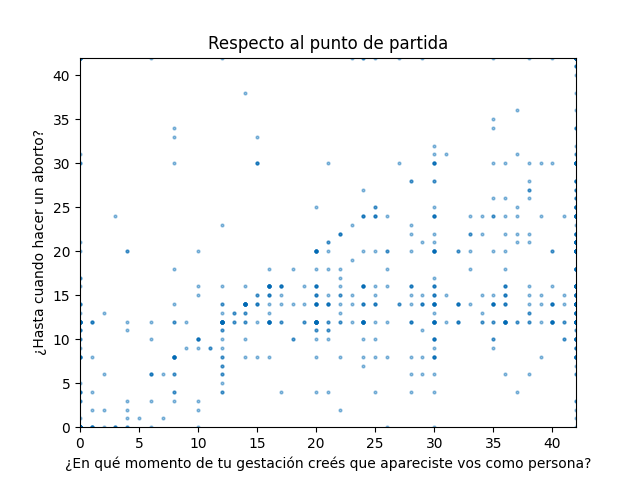 Respecto al punto de partida
¿Hasta cuando hacer un aborto?
40
35
30
25
20
15
10
5
0
0 5 10 15 20 25 30 35 40
¿En qué momento de tu gestación creés que apareciste vos como persona?